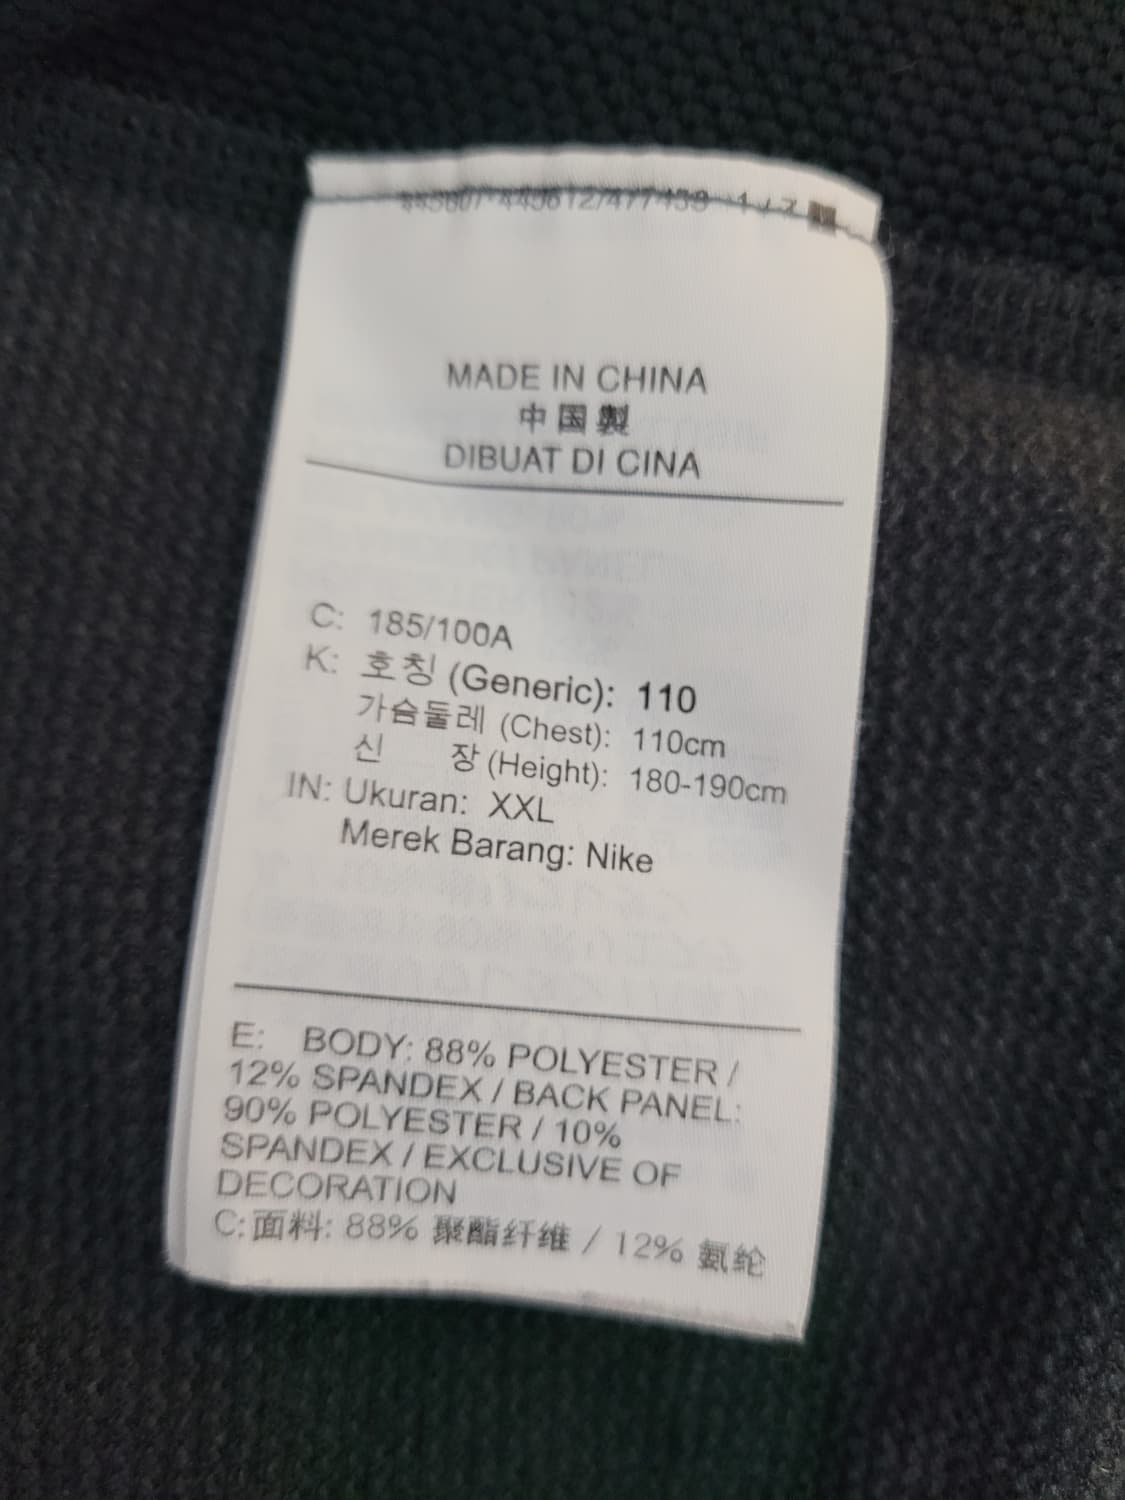 MADE IN CHINA
中国製
DIBUAT DI CINA
C: 185/100A
K: 호칭 (Generic): 110
가슴둘레 (Chest): 110cm
신 장 (Height): 180-190cm
IN: Ukuran: XXL
Merek Barang: Nike
E: BODY: 88% POLYESTER /
12% SPANDEX / BACK PANEL:
90% POLYESTER / 10%
SPANDEX / EXCLUSIVE OF
DECORATION
C: 面料: 88% 聚酯纤维 / 12% 氨纶